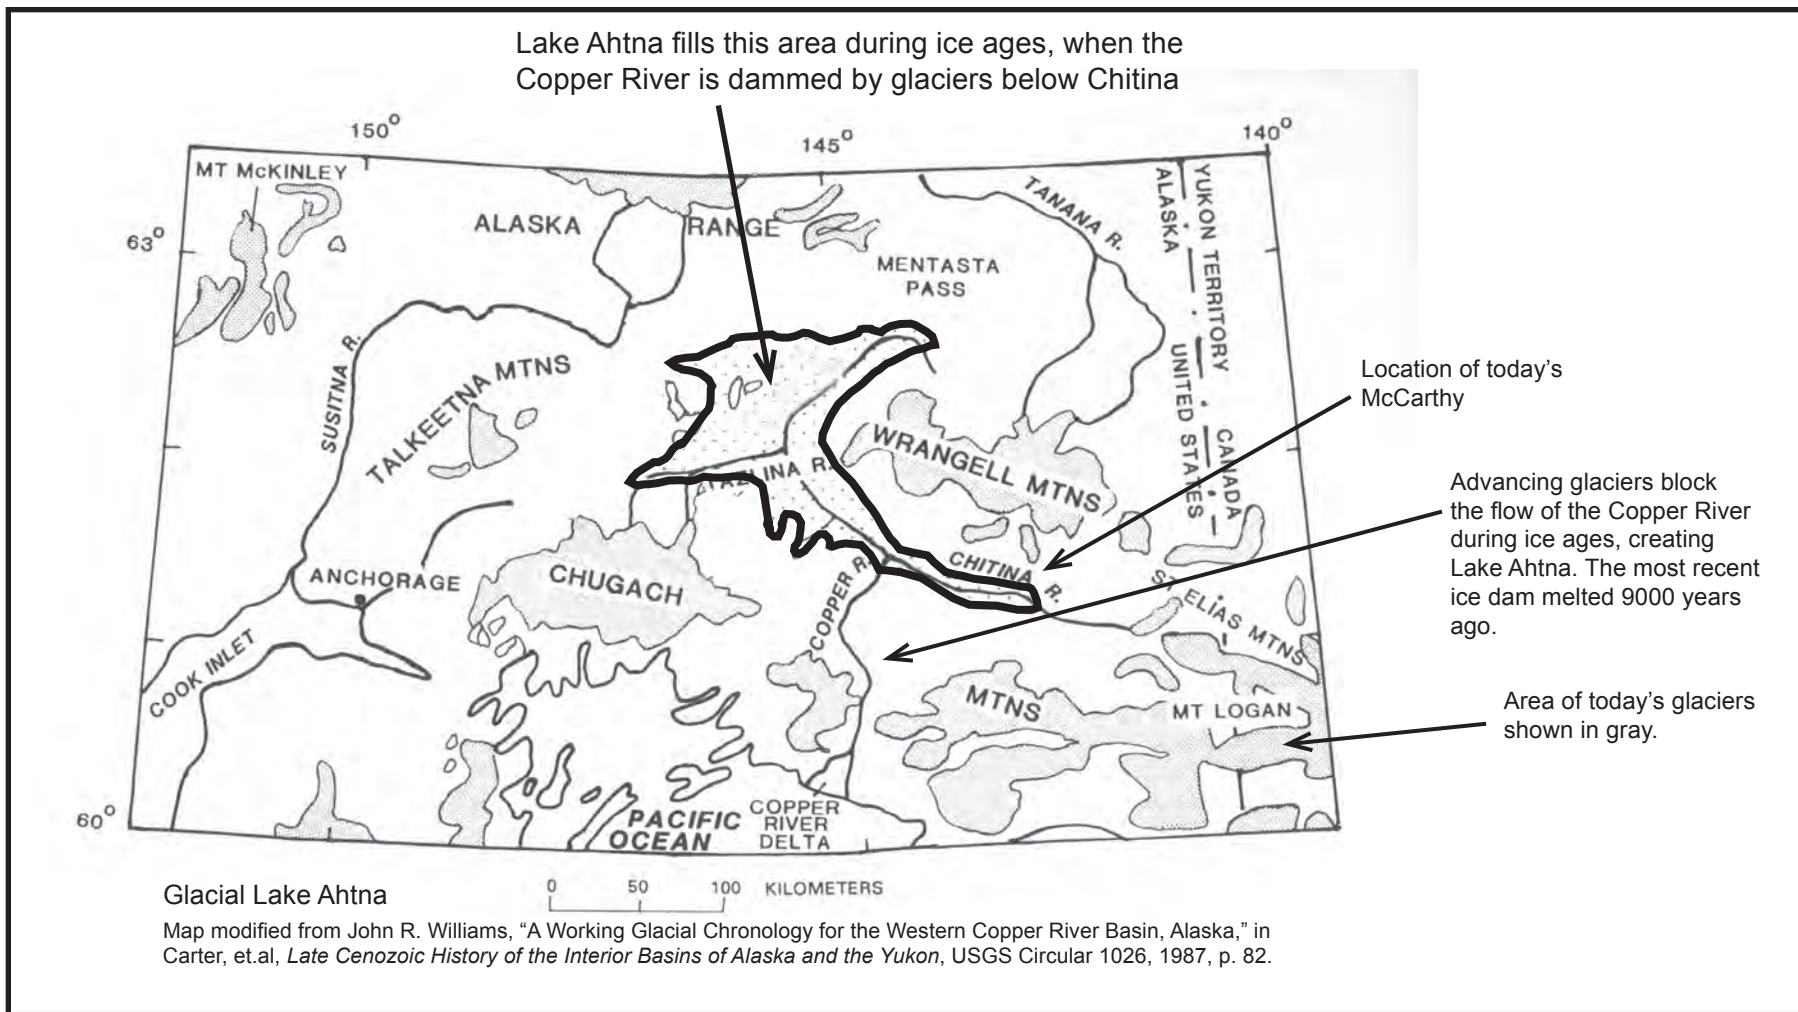 Lake Ahtna fills this area during ice ages, when the
Copper River is dammed by glaciers below Chitina
150°
145°
140°
MT McKINLEY
63°
ALASKA
RANGE
TANANA R.
MENTASTA
PASS
YUKON TERRITORY
ALASKA
CANADA
UNITED STATES
SUSITNA R.
TALKEETNA MTNS
Location of today’s
McCarthy
WRANGELL MTNS
R.
Advancing glaciers block
the flow of the Copper River
during ice ages, creating
Lake Ahtna. The most recent
ice dam melted 9000 years
ago.
CHITINA R.
ANCHORAGE
CHUGACH
COPPER R.
ST ELIAS MTNS
COOK INLET
MTNS
MT LOGAN
Area of today’s glaciers
shown in gray.
60°
PACIFIC
OCEAN
COPPER
RIVER
DELTA
Glacial Lake Ahtna
0 50 100 KILOMETERS
Map modified from John R. Williams, “A Working Glacial Chronology for the Western Copper River Basin, Alaska,” in
Carter, et.al, Late Cenozoic History of the Interior Basins of Alaska and the Yukon, USGS Circular 1026, 1987, p. 82.